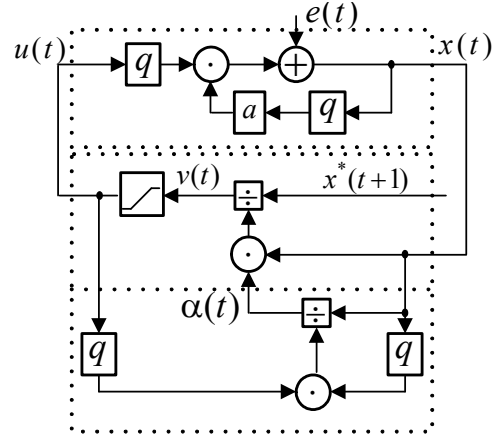 e(t)
u(t) q x(t)
a q
v(t) ÷ x*(t+1)
α(t) ÷
q q